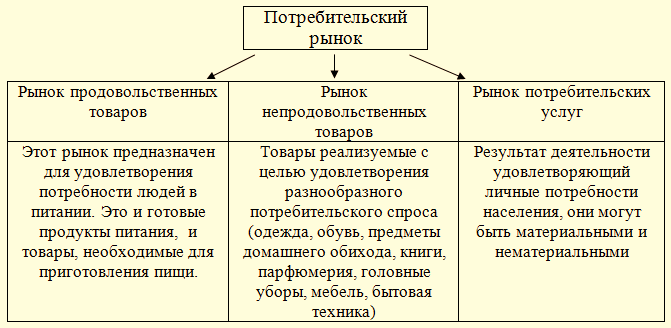 Потребительский
рынок
Рынок продовольственных
товаров
Рынок
непродовольственных
товаров
Рынок потребительских
услуг
Этот рынок предназначен
для удовлетворения
потребности людей в
питании. Это и готовые
продукты питания, и
товары, необходимые для
приготовления пищи.
Товары реализуемые с
целью удовлетворения
разнообразного
потребительского спроса
(одежда, обувь, предметы
домашнего обихода, книги,
парфюмерия, головные
уборы, мебель, бытовая
техника)
Результат деятельности
удовлетворяющий
личные потребности
населения, они могут
быть материальными и
нематериальными